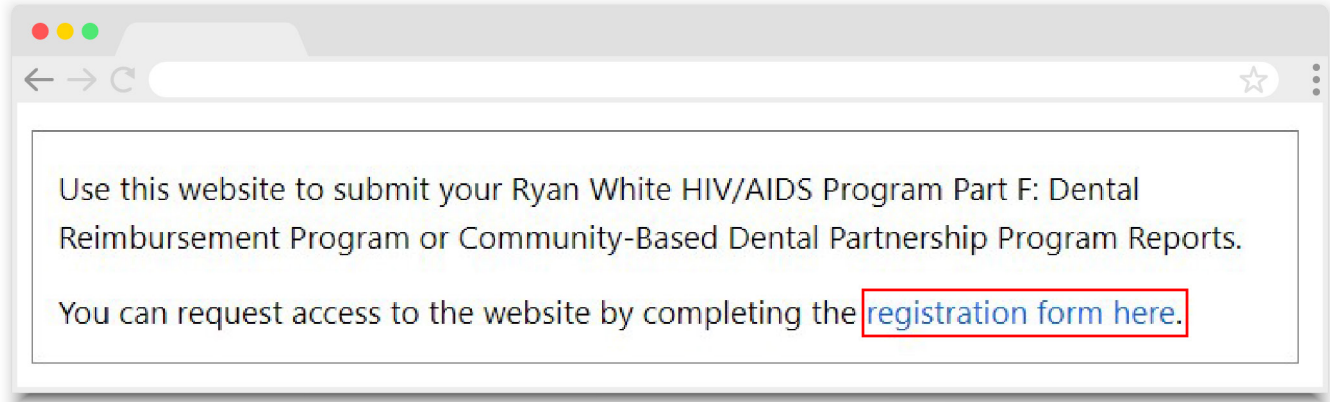 Use this website to submit your Ryan White HIV/AIDS Program Part F: Dental
Reimbursement Program or Community-Based Dental Partnership Program Reports.
You can request access to the website by completing the registration form here.